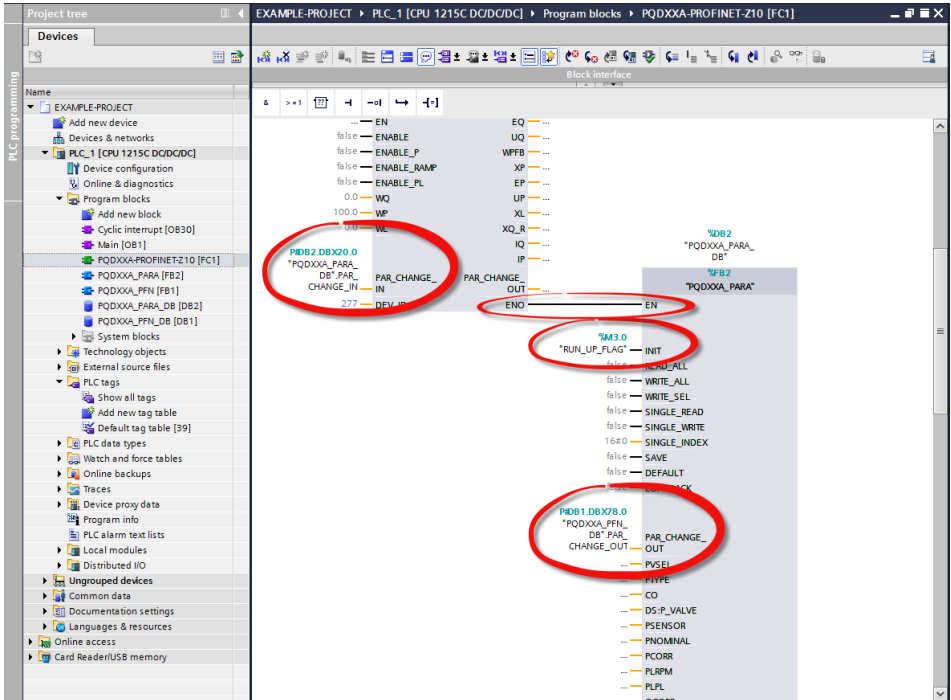 Project tree
EXAMPLE-PROJECT ▸ PLC_1 [CPU 1215C DC/DC/DC] ▸ Program blocks ▸ PQDXXA-PROFINET-Z10 [FC1]
Devices
PLC programming
Name
EXAMPLE-PROJECT
Add new device
Devices & networks
PLC_1 [CPU 1215C DC/DC/DC]
Device configuration
Online & diagnostics
Program blocks
Add new block
Cyclic interrupt [OB30]
Main [OB1]
PQDXXA-PROFINET-Z10 [FC1]
PQDXXA_PARA [FB2]
PQDXXA_PFN [FB1]
PQDXXA_PARA_DB [DB2]
PQDXXA_PFN_DB [DB1]
System blocks
Technology objects
External source files
PLC tags
Show all tags
Add new tag table
Default tag table [39]
PLC data types
Watch and force tables
Online backups
Traces
Device proxy data
Program info
PLC alarm text lists
Local modules
Distributed I/O
Ungrouped devices
Common data
Documentation settings
Languages & resources
Online access
Card Reader/USB memory
Block interface
& >=1 ?? ⊣ -o| ↦ -[=]
... EN EQ ...
false ENABLE UQ ...
false ENABLE_P WPFB ...
false ENABLE_RAMP XP ...
false ENABLE_PL EP ...
0.0 WQ UP ...
100.0 WP XL ...
0.0 WL XQ_R ...
IQ ...
IP ...
P#DB2.DBX20.0
"PQDXXA_PARA_
DB".PAR_
CHANGE_IN
PAR_CHANGE_
IN
PAR_CHANGE_
OUT ...
277
ENO
%DB2
"PQDXXA_PARA_
DB"
%FB2
"PQDXXA_PARA"
EN
%M3.0
"RUN_UP_FLAG" INIT
false READ_ALL
false WRITE_ALL
false WRITE_SEL
false SINGLE_READ
false SINGLE_WRITE
16#0 SINGLE_INDEX
false SAVE
false DEFAULT
false
P#DB1.DBX78.0
"PQDXXA_PFN_
DB".PAR_
CHANGE_OUT
PAR_CHANGE_
OUT
... PVSEL
... PTYPE
... CO
... DS:P_VALVE
... PSENSOR
... PNOMINAL
... PCORR
... PLRPM
... PLPL